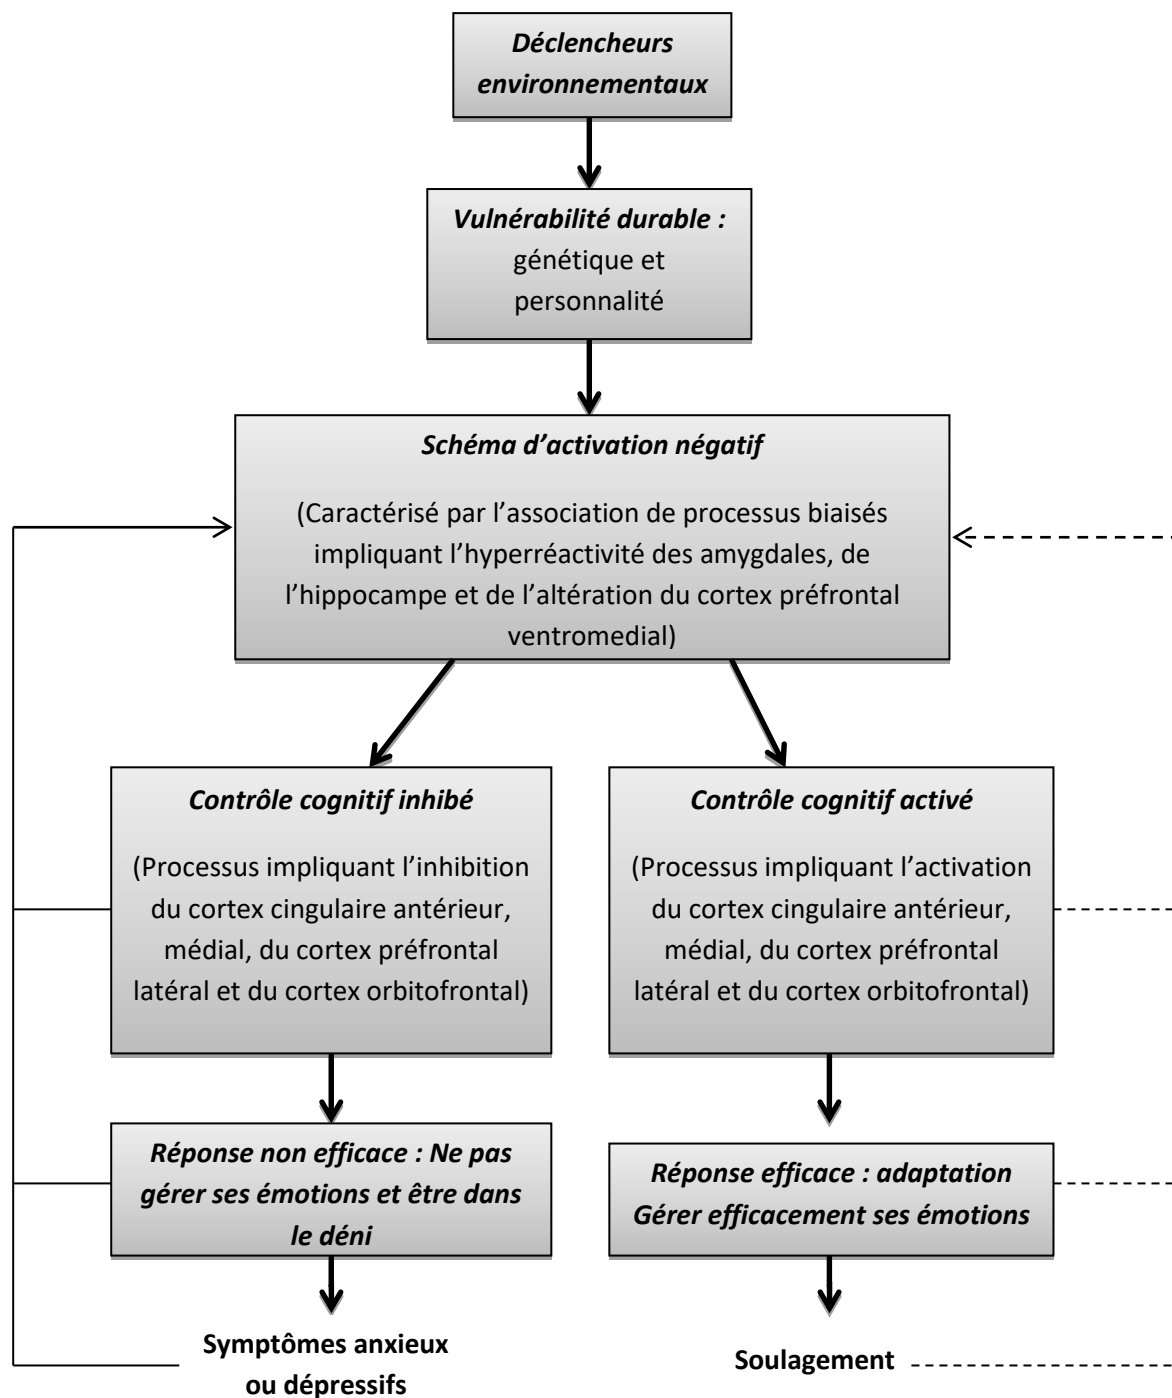 Déclencheurs
environnementaux
Vulnérabilité durable :
génétique et
personnalité
Schéma d’activation négatif
(Caractérisé par l’association de processus biaisés
impliquant l’hyperréactivité des amygdales, de
l’hippocampe et de l’altération du cortex préfrontal
ventromedial)
Contrôle cognitif inhibé
(Processus impliquant l’inhibition
du cortex cingulaire antérieur,
médial, du cortex préfrontal
latéral et du cortex orbitofrontal)
Contrôle cognitif activé
(Processus impliquant l’activation
du cortex cingulaire antérieur,
médial, du cortex préfrontal
latéral et du cortex orbitofrontal)
Réponse non efficace : Ne pas
gérer ses émotions et être dans
le déni
Réponse efficace : adaptation
Gérer efficacement ses émotions
Symptômes anxieux
ou dépressifs
Soulagement